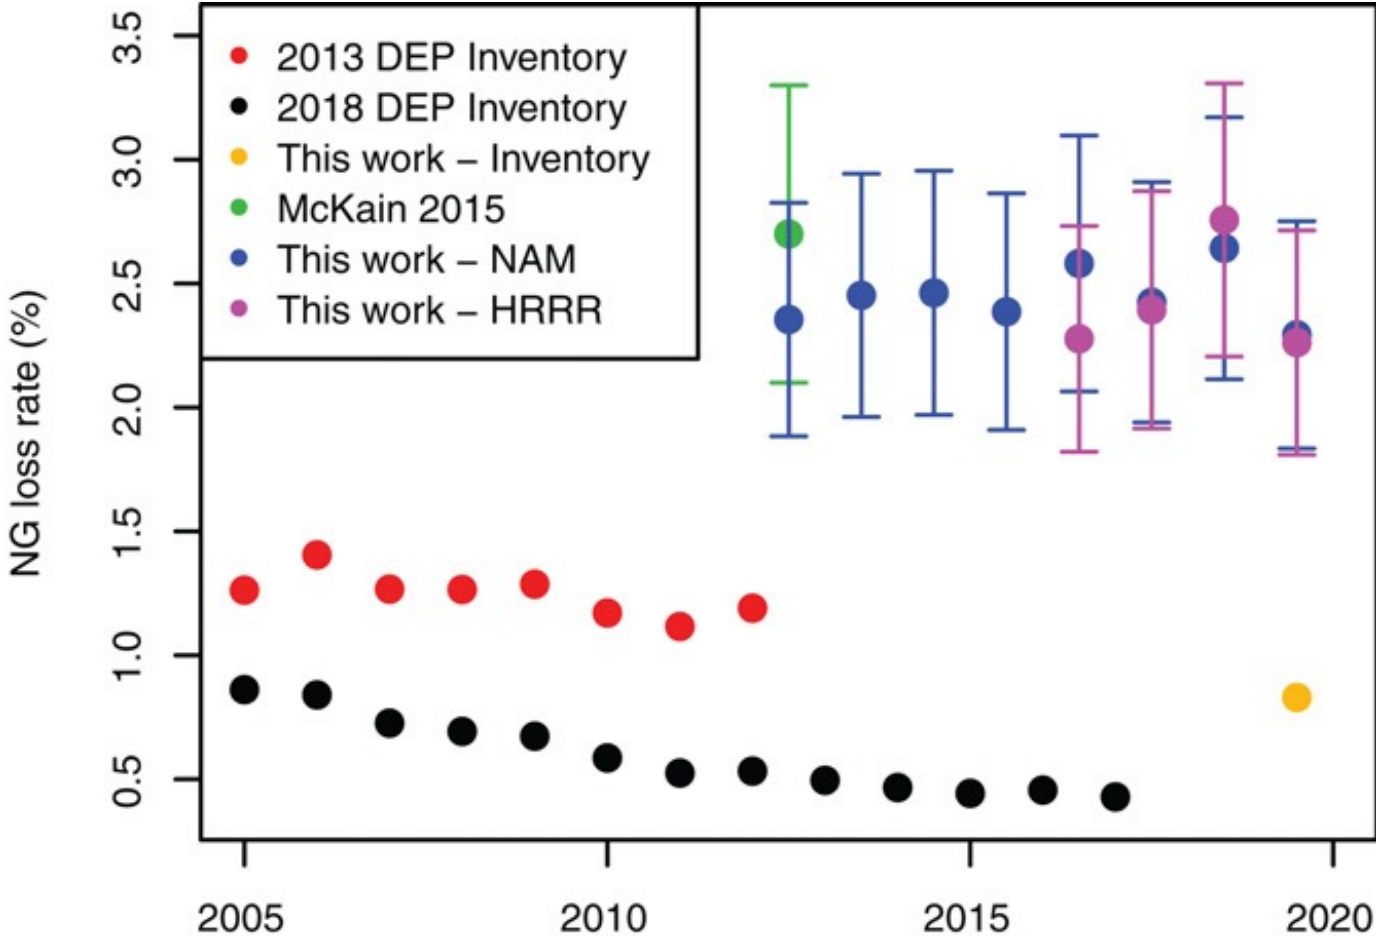 3.5
3.0
2.5
2.0
1.5
1.0
0.5
NG loss rate (%)
2013 DEP Inventory
2018 DEP Inventory
This work – Inventory
McKain 2015
This work – NAM
This work – HRRR
2005 2010 2015 2020